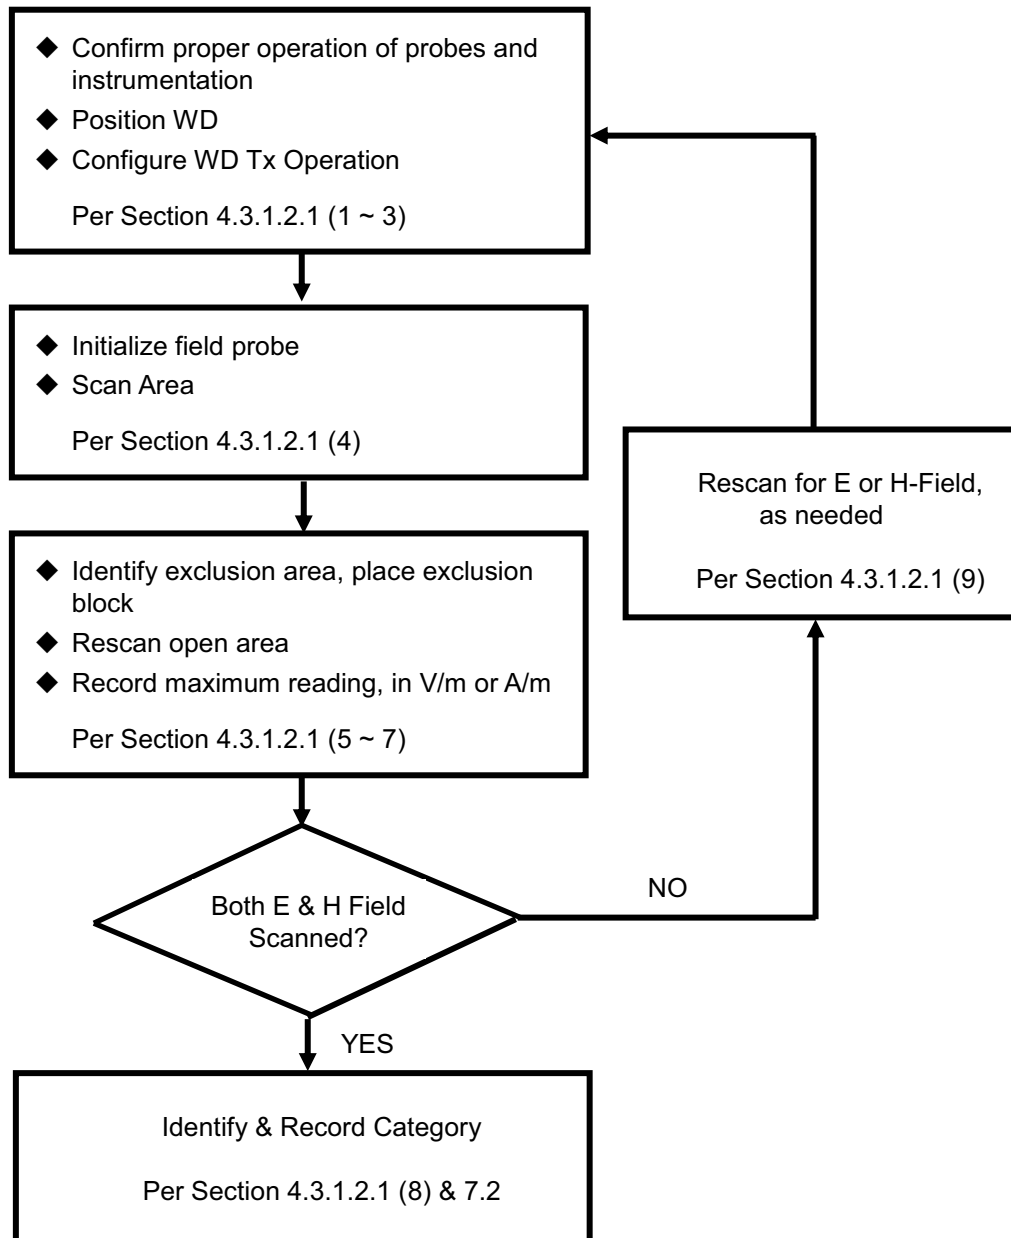 ◆ Confirm proper operation of probes and
instrumentation
◆ Position WD
◆ Configure WD Tx Operation
Per Section 4.3.1.2.1 (1 ~ 3)
◆ Initialize field probe
◆ Scan Area
Per Section 4.3.1.2.1 (4)
Rescan for E or H-Field,
as needed
Per Section 4.3.1.2.1 (9)
◆ Identify exclusion area, place exclusion
block
◆ Rescan open area
◆ Record maximum reading, in V/m or A/m
Per Section 4.3.1.2.1 (5 ~ 7)
Both E & H Field
Scanned?
NO
YES
Identify & Record Category
Per Section 4.3.1.2.1 (8) & 7.2